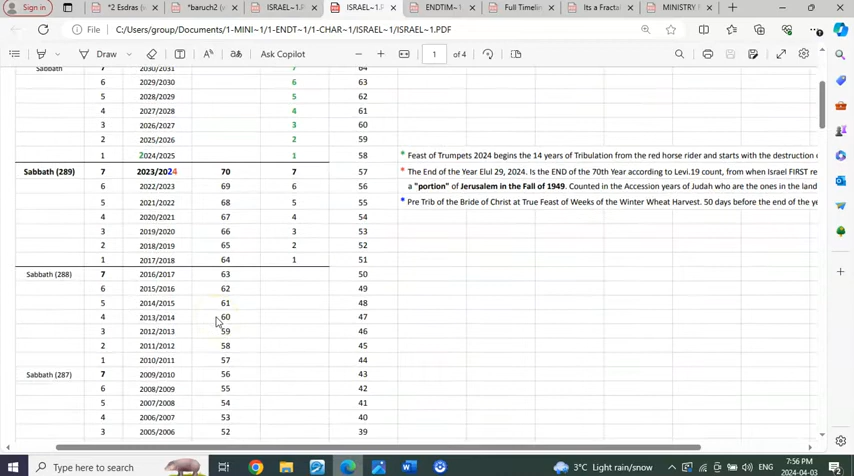 Sign in
*2 Esdras (
*baruch2 (v
ISRAEL~1.P
ISRAEL~1.P
ENDTIM~1
Full Timelin
Its a Fractal
MINISTRY M
File
C:/Users/group/Documents/1-MINI~1/1-ENDT~1/1-CHAR~1/ISRAEL~1.PDF
Draw
Ask Copilot
1 of 4
Sabbath 7 2030/2031 7 64
6 2029/2030 6 63
5 2028/2029 5 62
4 2027/2028 4 61
3 2026/2027 3 60
2 2025/2026 2 59
1 2024/2025 1 58 * Feast of Trumpets 2024 begins the 14 years of Tribulation from the red horse rider and starts with the destruction o
Sabbath (289) 7 2023/2024 70 7 57 * The End of the Year Elul 29, 2024. Is the END of the 70th Year according to Levi.19 count, from when Israel FIRST re
6 2022/2023 69 6 56 a "portion" of Jerusalem in the Fall of 1949. Counted in the Accession years of Judah who are the ones in the land
5 2021/2022 68 5 55 * Pre Trib of the Bride of Christ at True Feast of Weeks of the Winter Wheat Harvest. 50 days before the end of the ye
4 2020/2021 67 4 54
3 2019/2020 66 3 53
2 2018/2019 65 2 52
1 2017/2018 64 1 51
Sabbath (288) 7 2016/2017 63 50
6 2015/2016 62 49
5 2014/2015 61 48
4 2013/2014 60 47
3 2012/2013 59 46
2 2011/2012 58 45
1 2010/2011 57 44
Sabbath (287) 7 2009/2010 56 43
6 2008/2009 55 42
5 2007/2008 54 41
4 2006/2007 53 40
3 2005/2006 52 39
Type here to search
3°C Light rain/snow
7:56 PM
2024-04-03